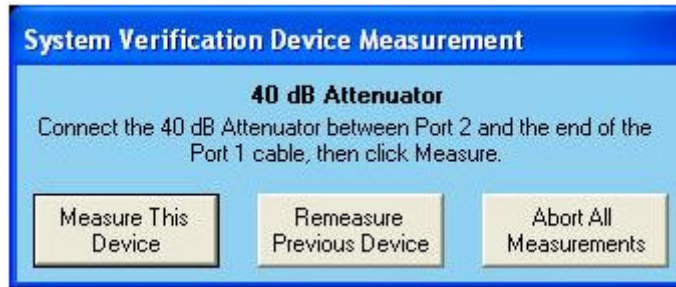 System Verification Device Measurement
40 dB Attenuator
Connect the 40 dB Attenuator between Port 2 and the end of the
Port 1 cable, then click Measure.
Measure This
Device
Remeasure
Previous Device
Abort All
Measurements